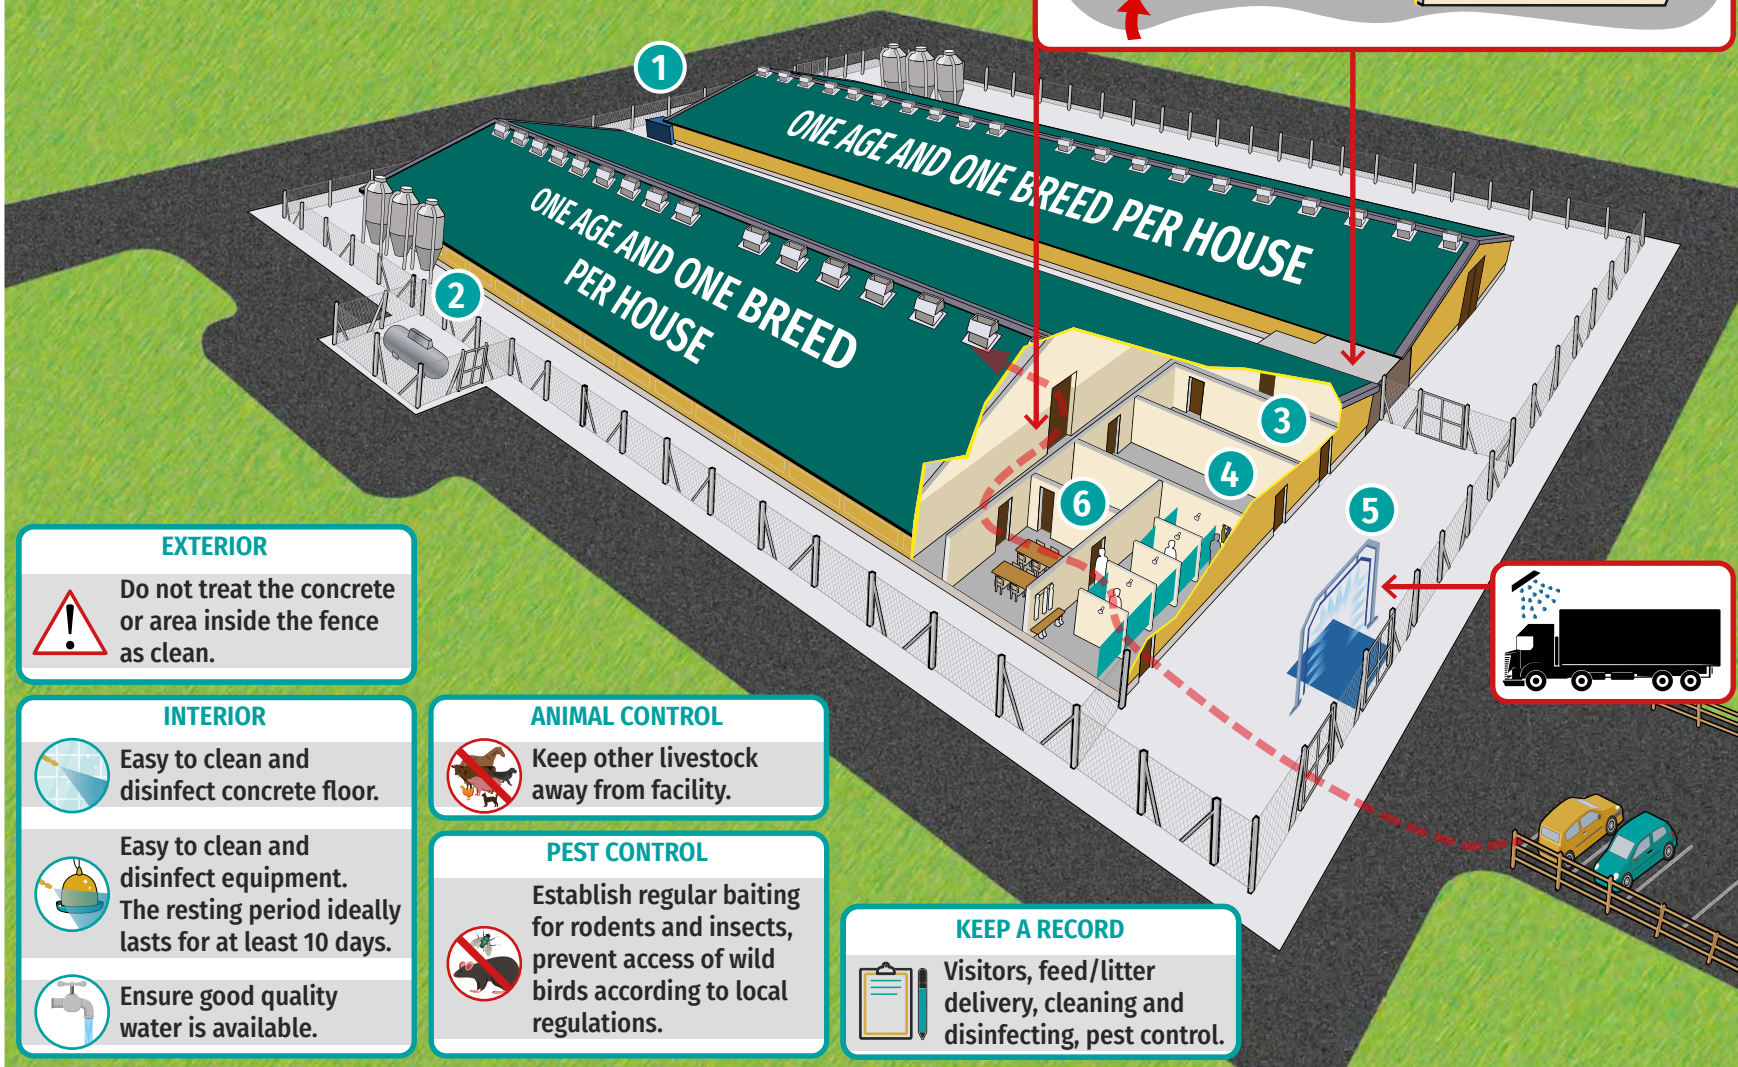 1
ONE AGE AND ONE BREED PER HOUSE
ONE AGE AND ONE BREED
PER HOUSE
2
3
4
6
5
EXTERIOR
Do not treat the concrete
or area inside the fence
as clean.
INTERIOR
Easy to clean and
disinfect concrete floor.
Easy to clean and
disinfect equipment.
The resting period ideally
lasts for at least 10 days.
Ensure good quality
water is available.
ANIMAL CONTROL
Keep other livestock
away from facility.
PEST CONTROL
Establish regular baiting
for rodents and insects,
prevent access of wild
birds according to local
regulations.
KEEP A RECORD
Visitors, feed/litter
delivery, cleaning and
disinfecting, pest control.